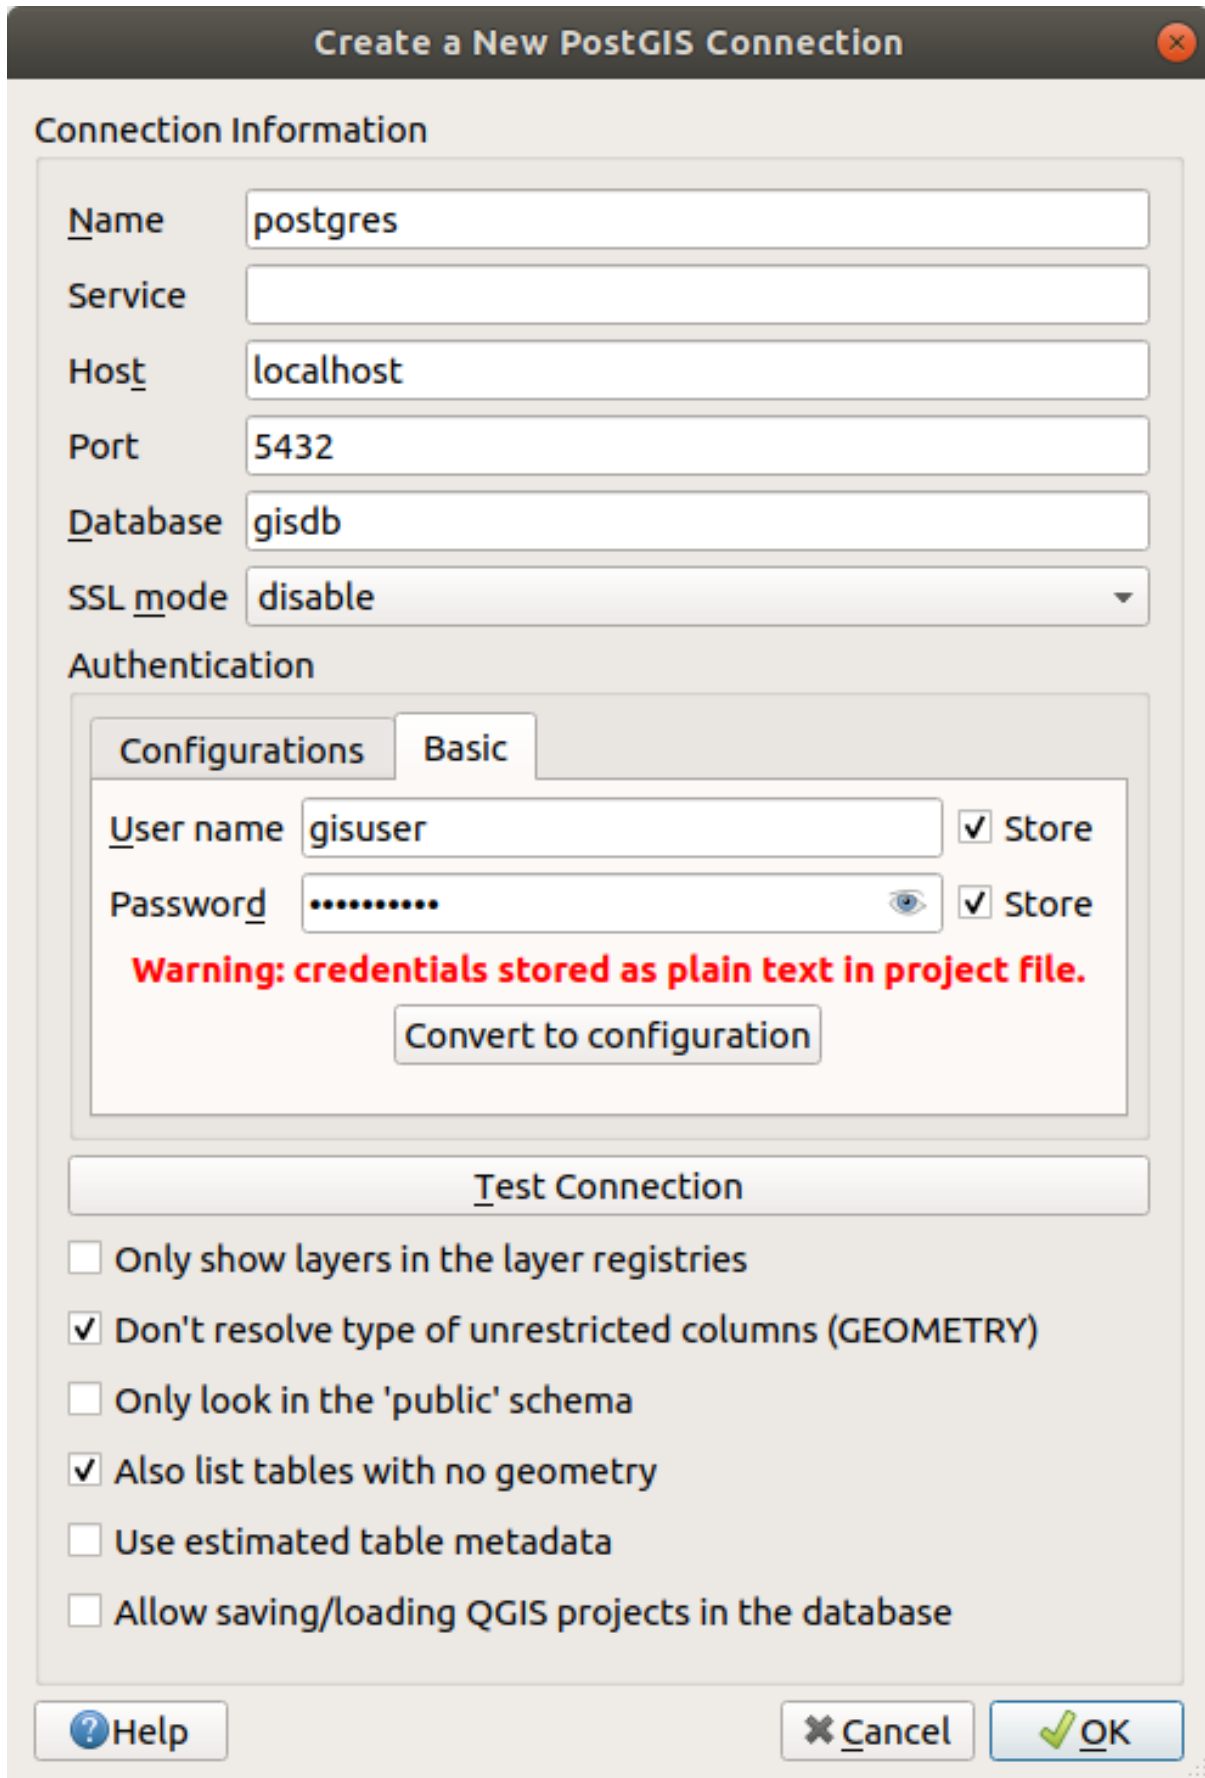 Create a New PostGIS Connection
Connection Information
Name postgres
Service
Host localhost
Port 5432
Database gisdb
SSL mode disable
Authentication
Configurations Basic
User name gisuser Store
Password •••••••••• Store
Warning: credentials stored as plain text in project file.
Convert to configuration
Test Connection
Only show layers in the layer registries
Don't resolve type of unrestricted columns (GEOMETRY)
Only look in the 'public' schema
Also list tables with no geometry
Use estimated table metadata
Allow saving/loading QGIS projects in the database
Help Cancel OK